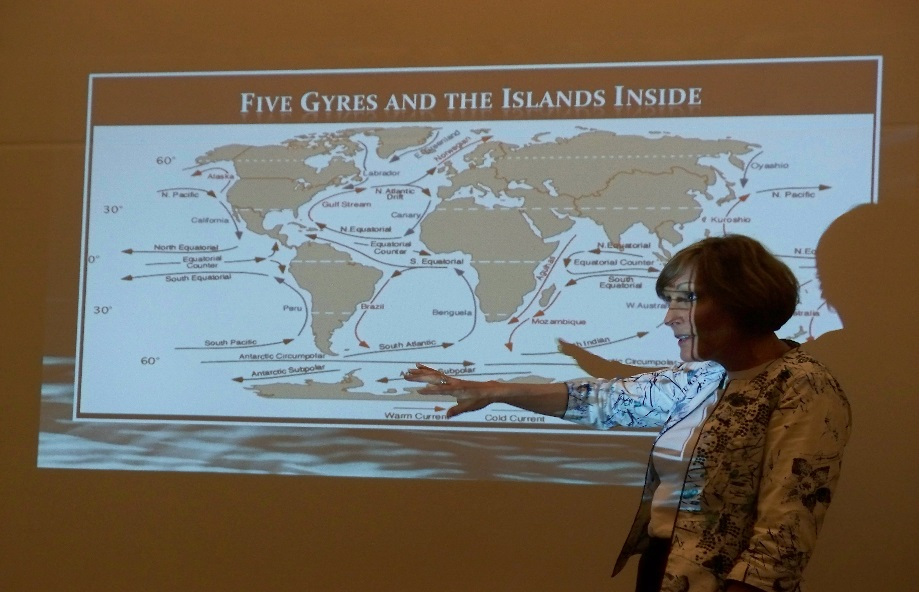 FIVE GYRES AND THE ISLANDS INSIDE
60°
Alaska
Labrador
E. Greenland
Norwegian
Oyashio
N. Pacific
N. Atlantic
Drift
N. Pacific
30°
Gulf Stream
California
Canary
Kuroshio
N. Equatorial
North Equatorial
Equatorial
Counter
N. Equatorial
0°
Equatorial
Counter
S. Equatorial
Equatorial Counter
South Equatorial
South
Equatorial
30°
Peru
Brazil
Benguela
Mozambique
W. Austra
South Pacific
South Atlantic
Indian
60°
Antarctic Circumpolar
Circumpolar
Antarctic Subpolar
Subpolar
Warm Current
Cold Current